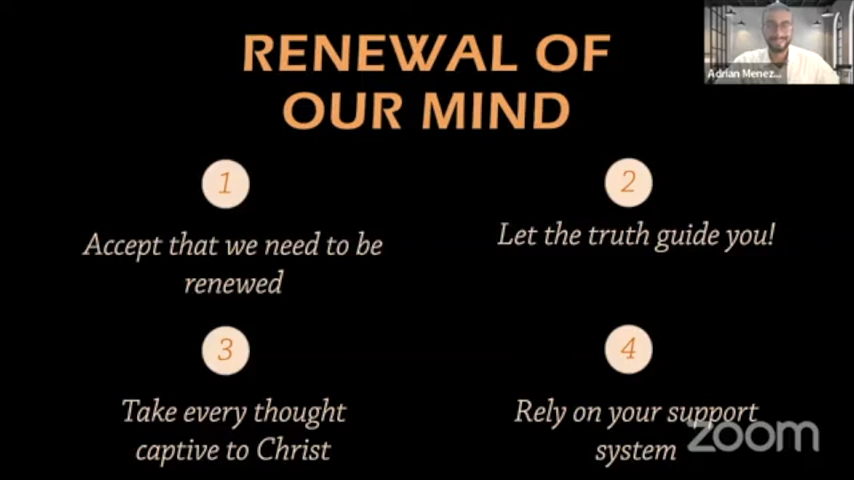 RENEWAL OF
OUR MIND
Adrian Menez...
1
Accept that we need to be
renewed
2
Let the truth guide you!
3
Take every thought
captive to Christ
4
Rely on your support
system
zoom